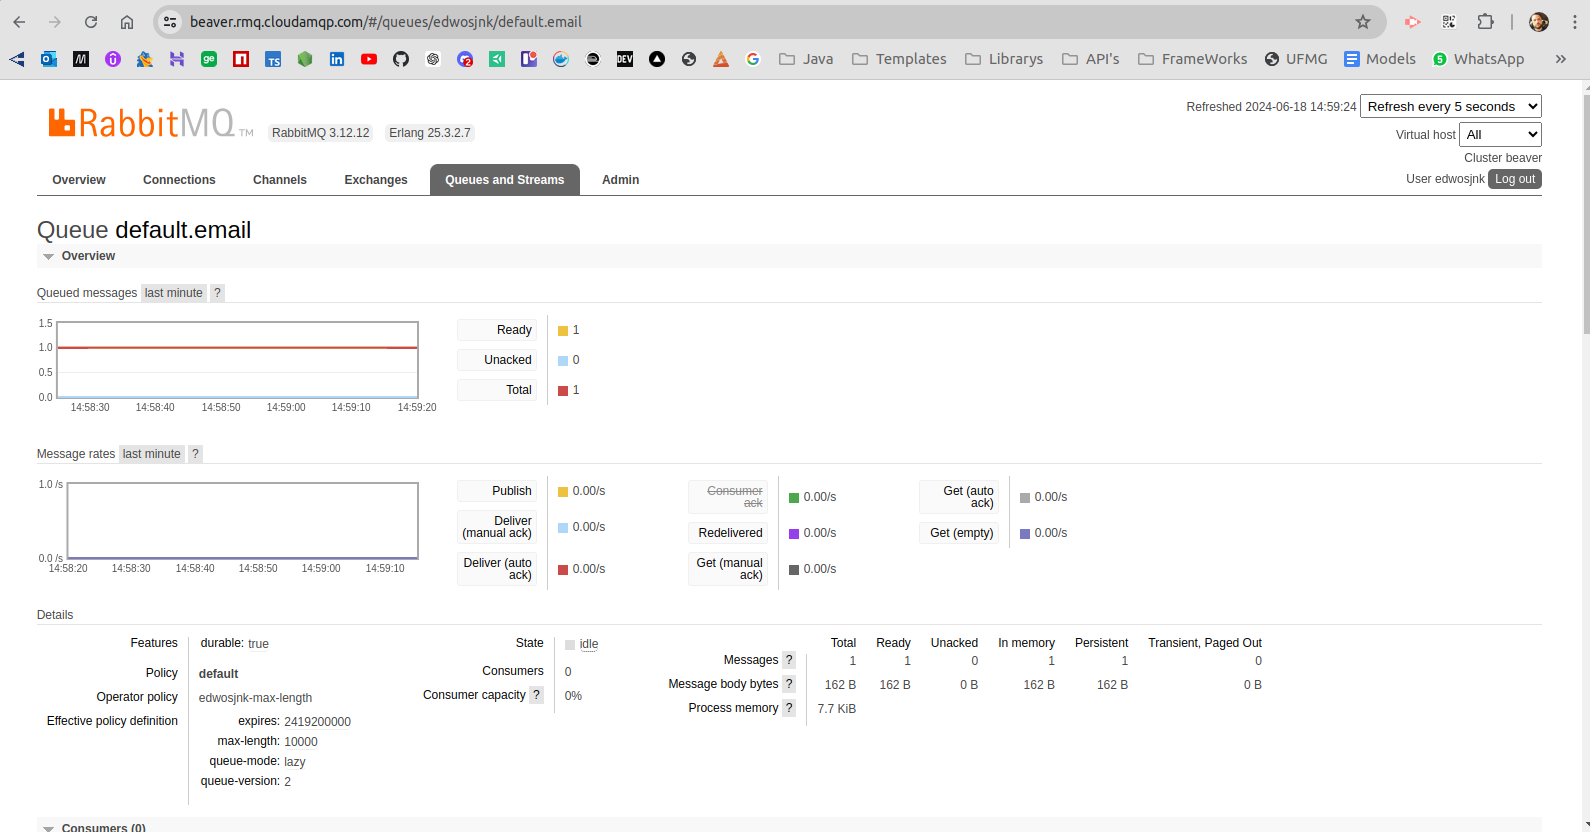 beaver.rmq.cloudamqp.com/#/queues/edwosjnk/default.email
Java Templates Librarys API's FrameWorks UFMG Models WhatsApp »
RabbitMQ TM
RabbitMQ 3.12.12 Erlang 25.3.2.7
Refreshed 2024-06-18 14:59:24 Refresh every 5 seconds
Virtual host All
Cluster beaver
User edwosjnk Log out
Overview Connections Channels Exchanges Queues and Streams Admin
Queue default.email
Overview
Queued messages last minute ?
1.5
1.0
0.5
0.0
14:58:30 14:58:40 14:58:50 14:59:00 14:59:10 14:59:20
Ready 1
Unacked 0
Total 1
Message rates last minute ?
1.0 /s
0.0 /s
14:58:20 14:58:30 14:58:40 14:58:50 14:59:00 14:59:10
Publish 0.00/s
Deliver (manual ack) 0.00/s
Deliver (auto ack) 0.00/s
Consumer ack 0.00/s
Redelivered 0.00/s
Get (manual ack) 0.00/s
Get (auto ack) 0.00/s
Get (empty) 0.00/s
Details
Features durable: true
Policy default
Operator policy edwosjnk-max-length
Effective policy definition expires: 2419200000
max-length: 10000
queue-mode: lazy
queue-version: 2
State idle
Consumers 0
Consumer capacity ? 0%
Total Ready Unacked In memory Persistent Transient, Paged Out
Messages ? 1 1 0 1 1 0
Message body bytes ? 162 B 162 B 0 B 162 B 162 B 0 B
Process memory ? 7.7 KiB
Consumers (0)